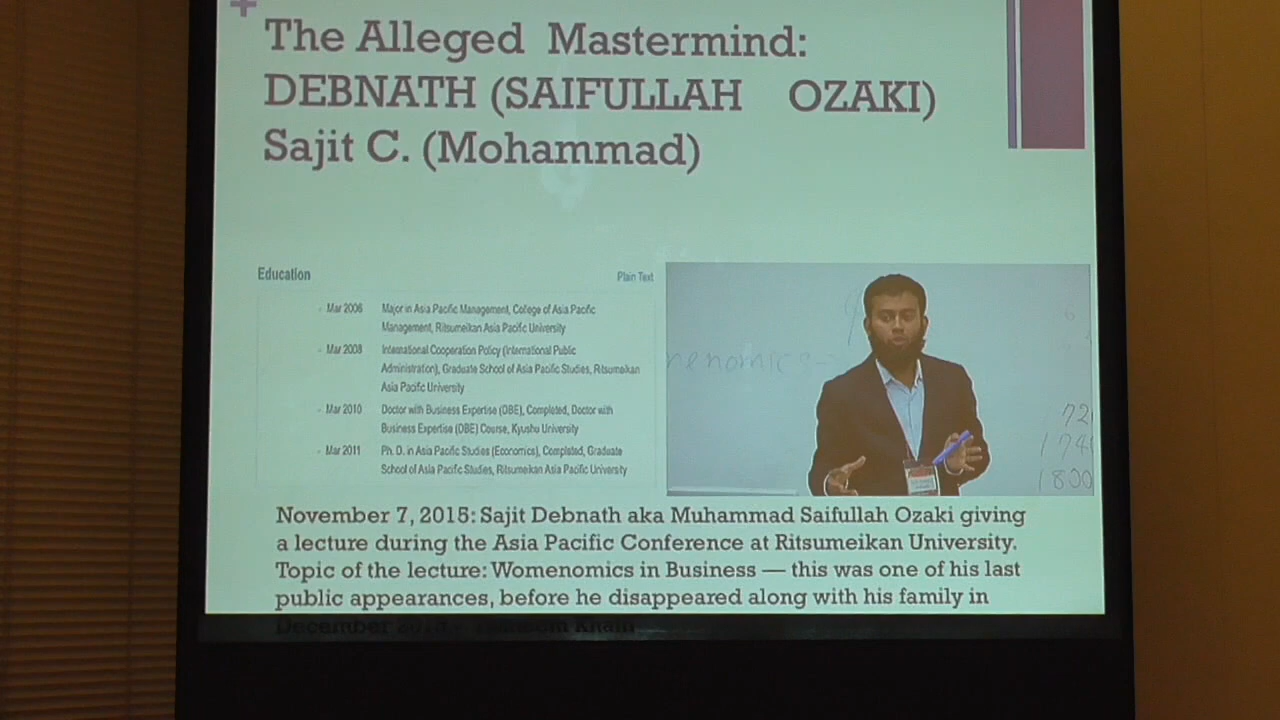 The Alleged Mastermind:
DEBNATH (SAIFULLAH OZAKI)
Sajit C. (Mohammad)
Education
Plain Text
Mar 2006 Major in Asia Pacific Management, College of Asia Pacific
Management, Ritsumeikan Asia Pacific University
Mar 2008 International Cooperation Policy (International Public
Administration), Graduate School of Asia Pacific Studies, Ritsumeikan
Asia Pacific University
Mar 2010 Doctor with Business Expertise (DBE), Completed, Doctor with
Business Expertise (DBE) Course, Kyushu University
Mar 2011 Ph. D. in Asia Pacific Studies (Economics), Completed, Graduate
School of Asia Pacific Studies, Ritsumeikan Asia Pacific University
nenomics
72
174
1800
November 7, 2015: Sajit Debnath aka Muhammad Saifullah Ozaki giving
a lecture during the Asia Pacific Conference at Ritsumeikan University.
Topic of the lecture: Womenomics in Business — this was one of his last
public appearances, before he disappeared along with his family in
December